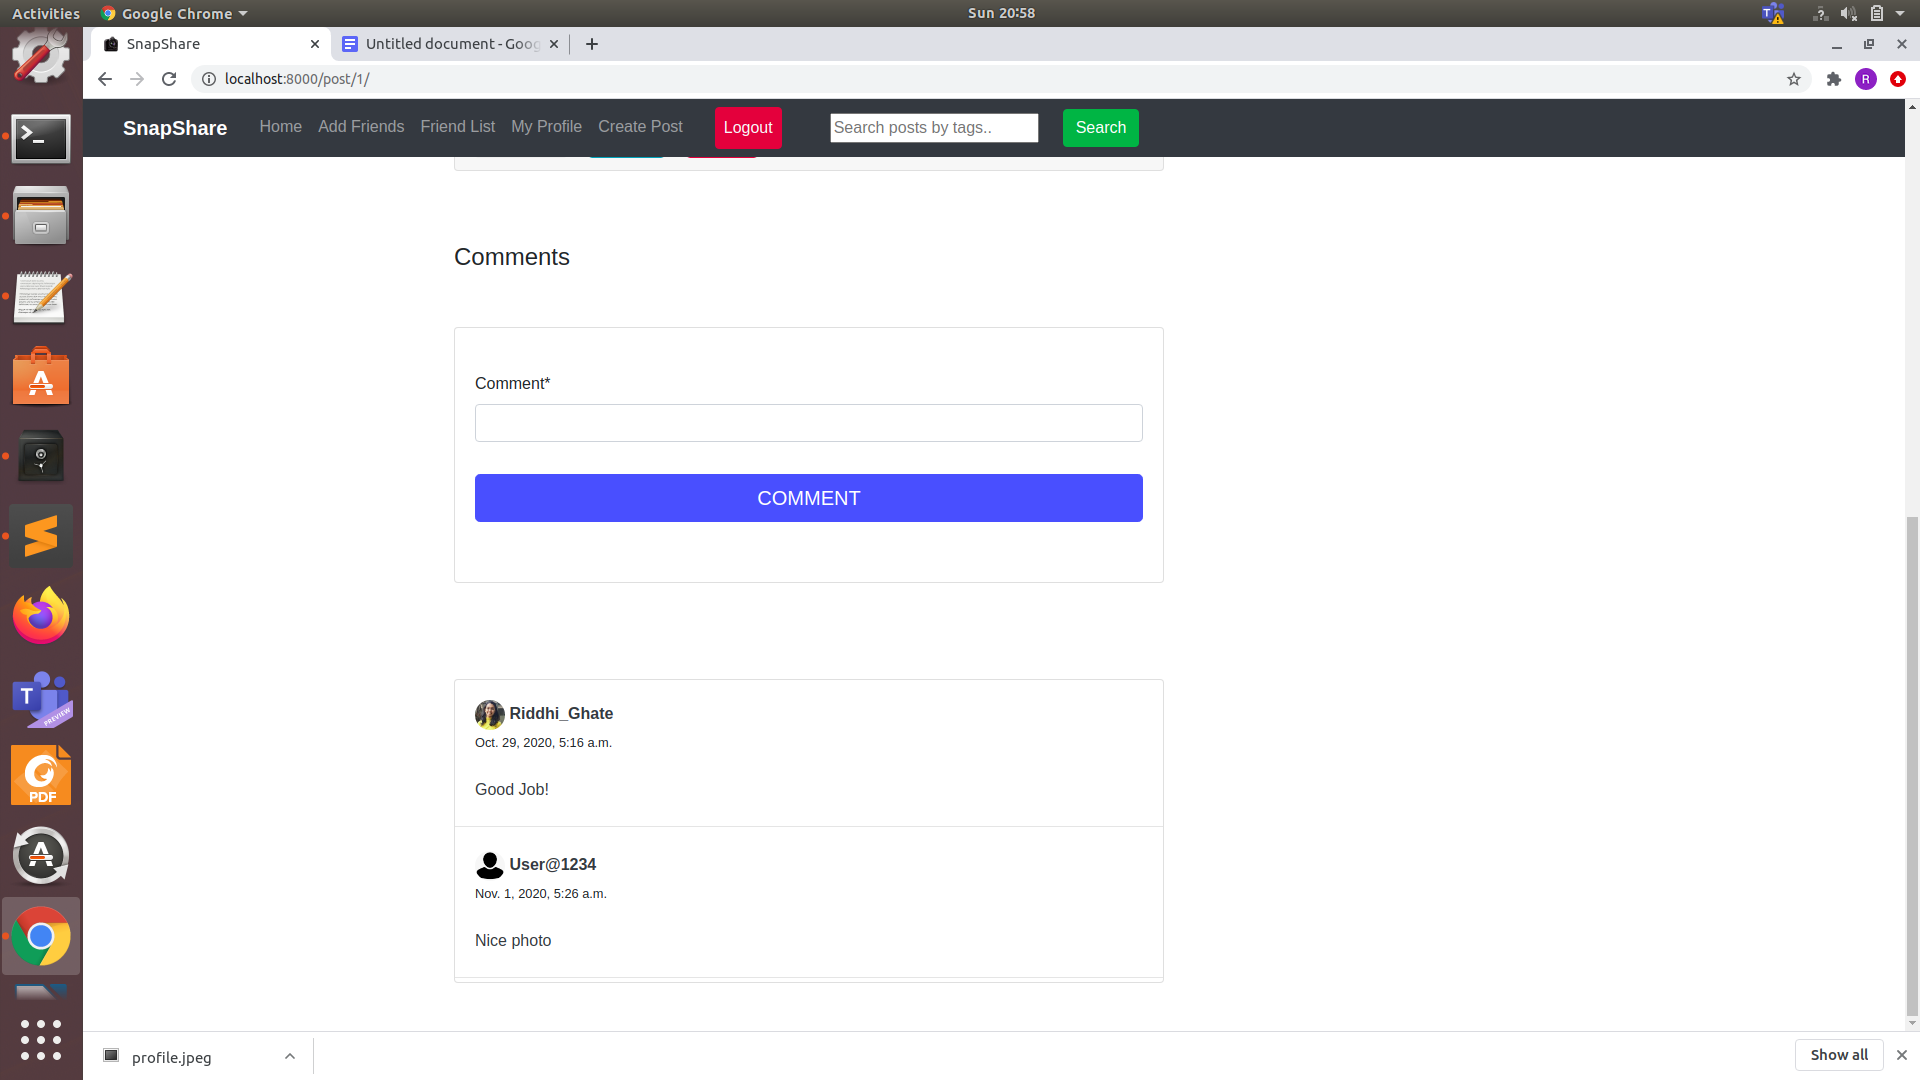 Activities Google Chrome Sun 20:58
SnapShare Untitled document - Goog
localhost:8000/post/1/ R
SnapShare Home Add Friends Friend List My Profile Create Post Logout Search posts by tags.. Search
Comments
Comment*
COMMENT
Riddhi_Ghate
Oct. 29, 2020, 5:16 a.m.
Good Job!
User@1234
Nov. 1, 2020, 5:26 a.m.
Nice photo
T
PREVIEW
PDF
profile.jpeg Show all